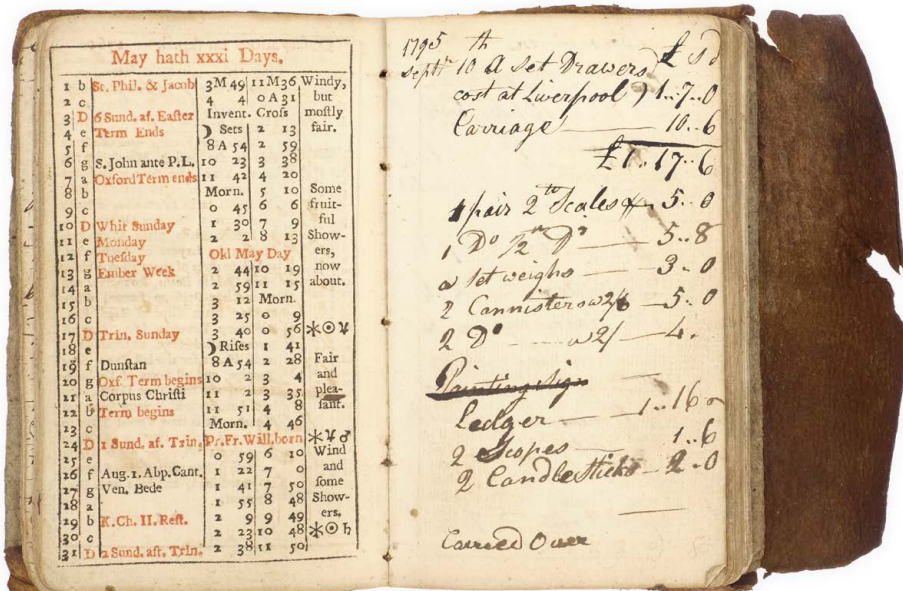 May hath xxxi Days.
1 b St. Phil. & Jacob 3M 49 11M36 Windy,
2 c 4 4 0A31 but
3 D 6 Sund. af. Easter Invent. Cross mostly
4 e Term Ends ☽ Sets 2 13 fair.
5 f 8A54 2 59
6 g S. John ante P.L. 10 23 3 38
7 a Oxford Term ends 11 42 4 20
8 b Morn. 5 10 Some
9 c 0 45 6 6 fruit-
10 D Whit Sunday 1 30 7 9 ful
11 e Monday 2 2 8 13 Show-
12 f Tuesday Old May Day ers,
13 g Ember Week 2 44 10 19 now
14 a 2 59 11 15 about.
15 b 3 12 Morn.
16 c 3 25 0 9
17 D Trin. Sunday 3 40 0 56 ⚹☉♃
18 e ☽ Rises 1 41
19 f Dunstan 8A54 2 28 Fair
20 g Oxf. Term begins 10 2 3 4 and
21 a Corpus Christi 11 2 3 35 plea-
22 b Term begins 11 51 4 8 sant.
23 c Morn. 4 46
24 D 1 Sund. af. Trin. Pr. Fr. Will. born ⚹♃♂
25 e 0 59 6 10 Wind
26 f Aug. 1. Abp. Cant. 1 22 7 0 and
27 g Ven. Bede 1 41 7 50 some
28 a 1 55 8 48 Show-
29 b K. Ch. II. Rest. 2 9 9 49 ers.
30 c 2 23 10 48 ⚹☉♄
31 D 2 Sund. aft. Trin. 2 38 11 50
1795 th £ s d
Septr 10 A Set Drawers
cost at Liverpool 1..7..0
Carriage — 10..6
£1..17..6
1 pair 2 to Scales 5..0
1 Do ½ Do — 5..8
a Set weighs — 3..0
2 Cannisters a 2/6 — 5..0
2 Do — a 2/ — 4..
Painting Sign —
Ledger — 1..16
2 Scopes — 1..6
2 Candle Sticks — 2..0
Carried Over